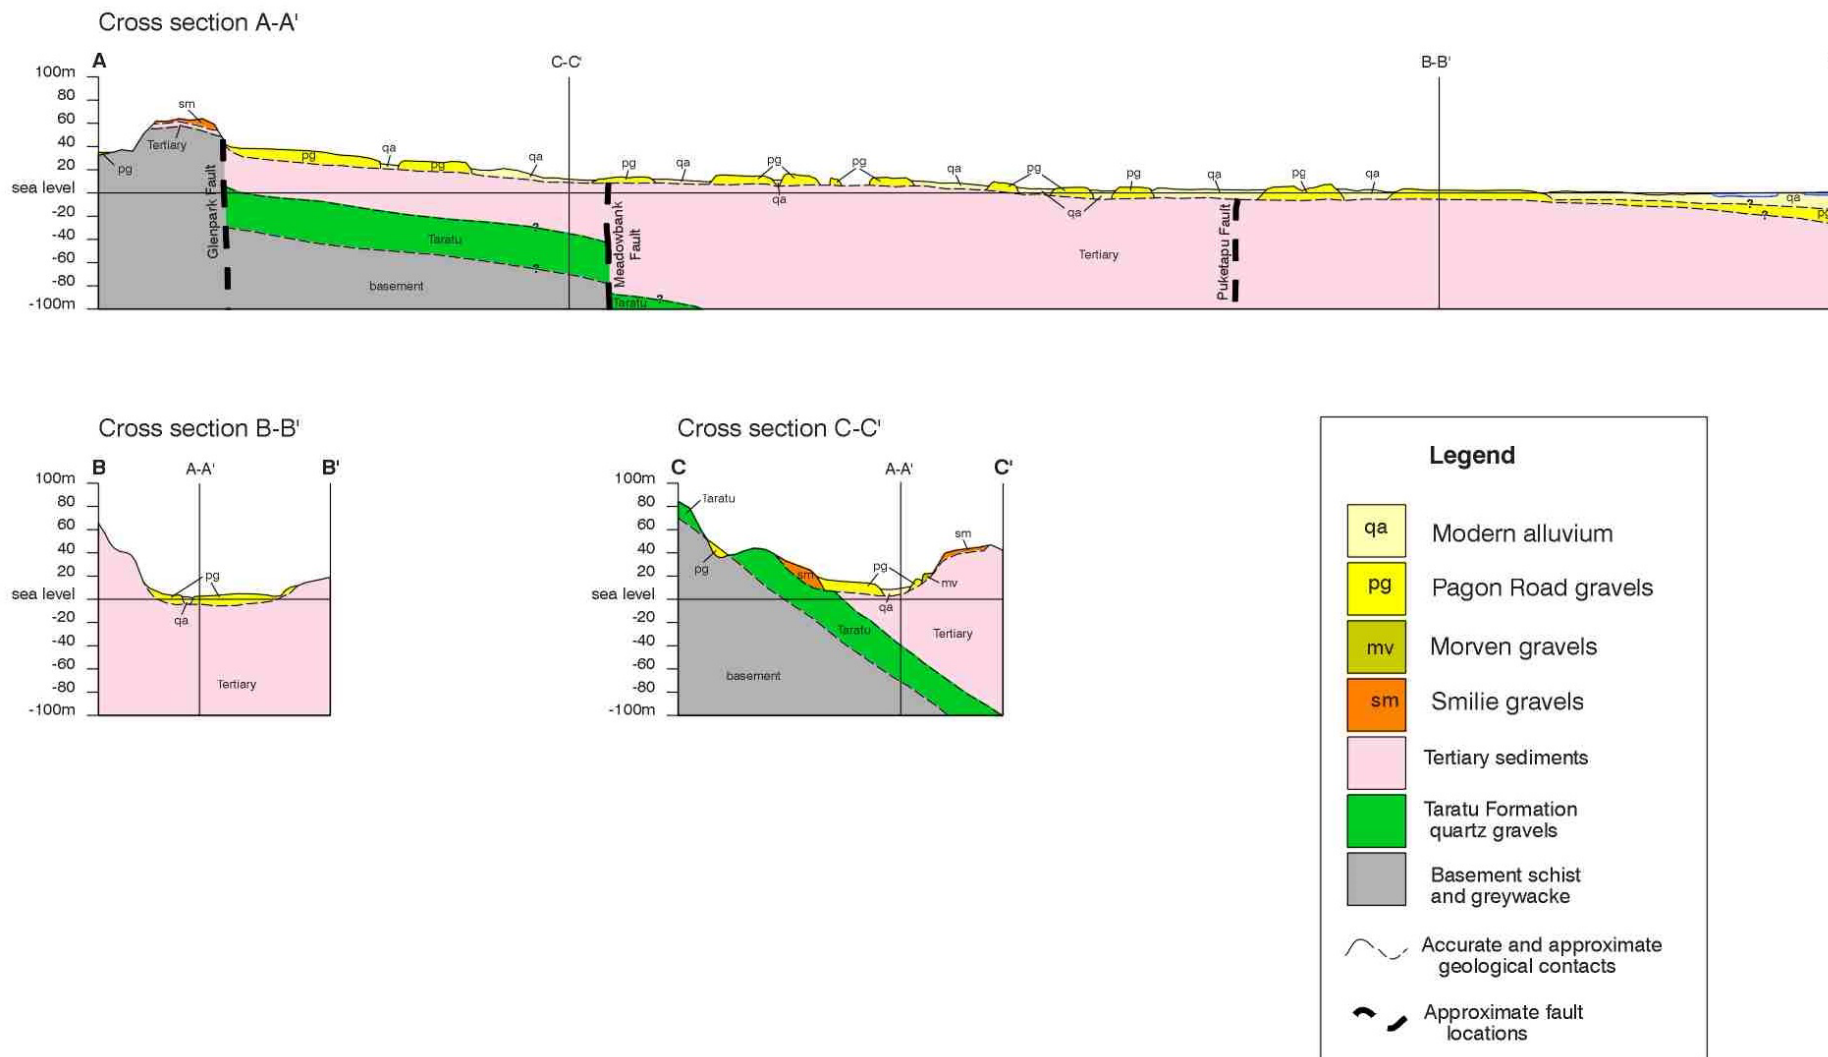 Cross section A-A'
A
C-C'
B-B'
100m
80
60
40
20
sea level
-20
-40
-60
-80
-100m
sm
Tertiary
pg
Glenpark Fault
pg
qa
pg
qa
pg
qa
pg
qa
pg
qa
pg
qa
pg
qa
pg
qa
qa
pg
Taratu
?
?
basement
Meadowbank
Fault
Taratu
?
Tertiary
Puketapu Fault
?
?
Cross section B-B'
B
A-A'
B'
100m
80
60
40
20
sea level
-20
-40
-60
-80
-100m
pg
qa
Tertiary
Cross section C-C'
C
A-A'
C'
100m
80
60
40
20
sea level
-20
-40
-60
-80
-100m
Taratu
pg
sm
pg
qa
mv
sm
Taratu
Tertiary
basement
Legend
qa Modern alluvium
pg Pagon Road gravels
mv Morven gravels
sm Smilie gravels
Tertiary sediments
Taratu Formation
quartz gravels
Basement schist
and greywacke
Accurate and approximate
geological contacts
Approximate fault
locations